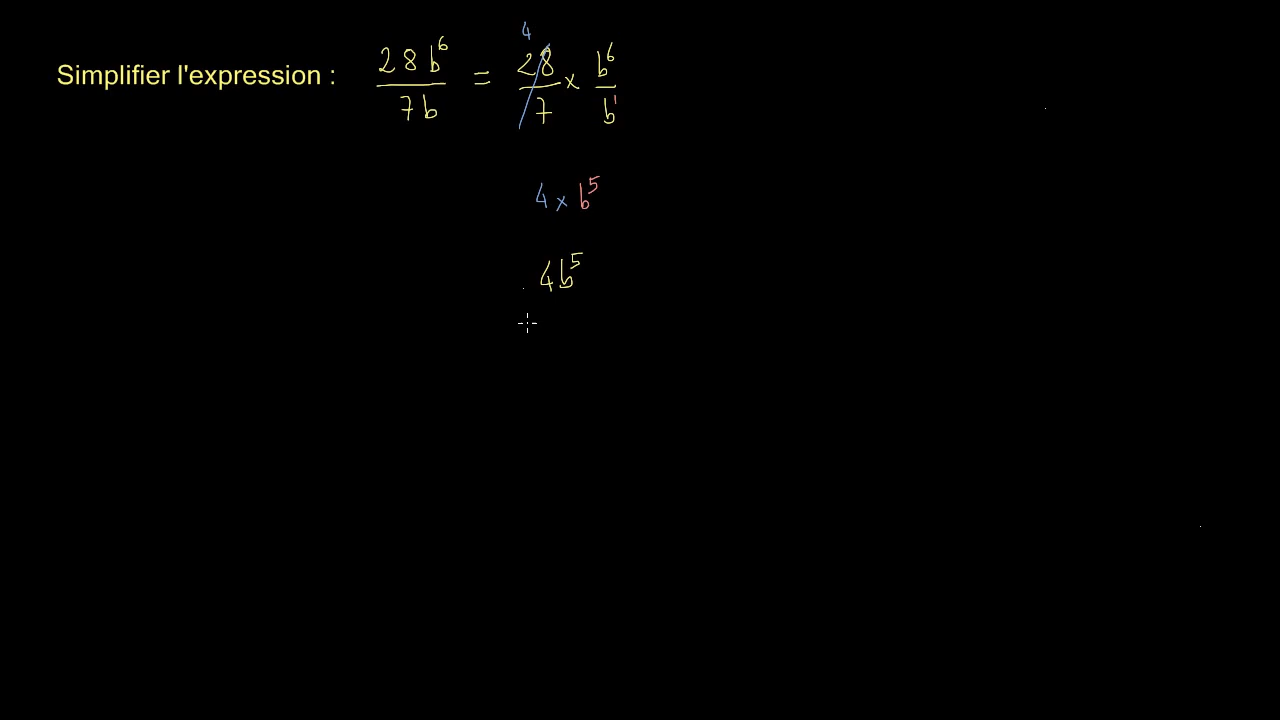 Simplifier l'expression : 28b⁶/7b = 28/7 × b⁶/b¹
4
4 × b⁵
4b⁵